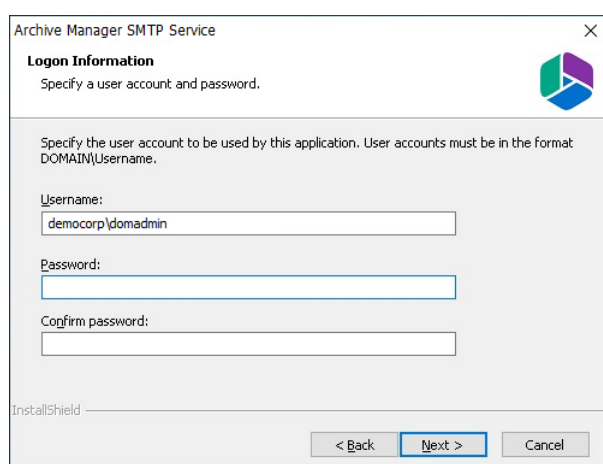 Archive Manager SMTP Service
Logon Information
Specify a user account and password.
Specify the user account to be used by this application. User accounts must be in the format
DOMAIN\Username.
Username:
democorp\domadmin
Password:
Confirm password:
InstallShield
< Back
Next >
Cancel